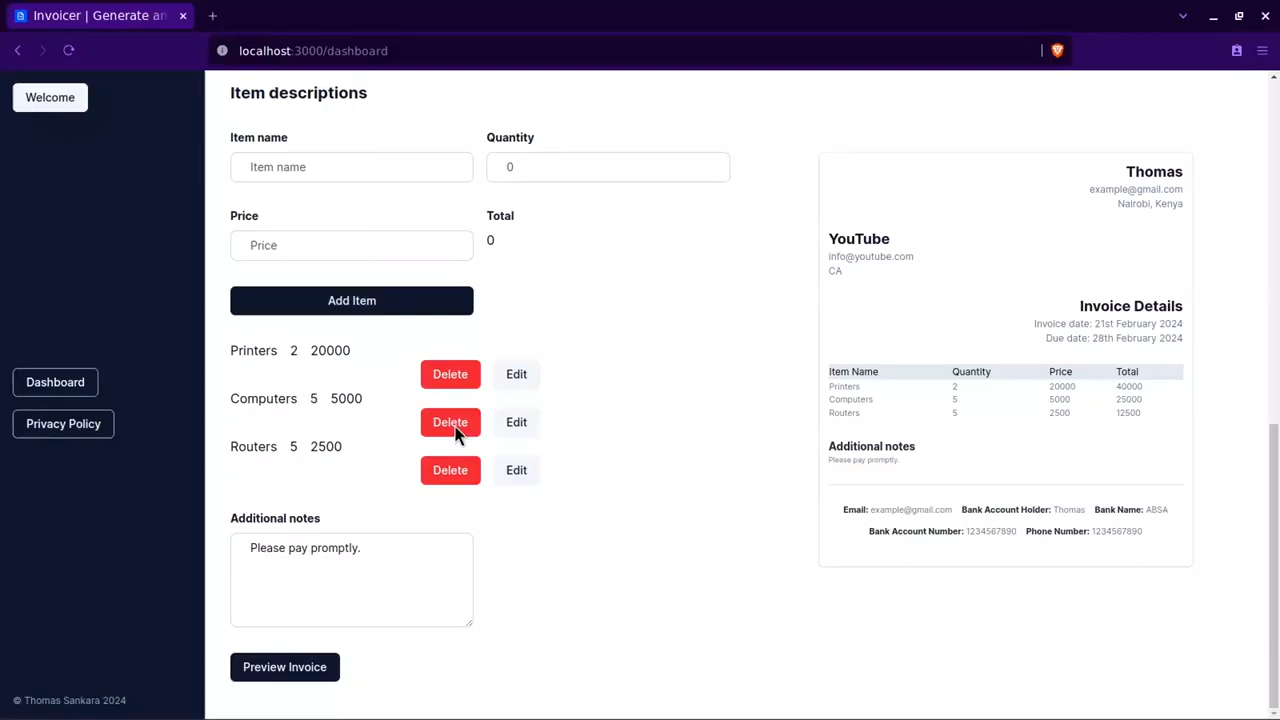 Invoicer | Generate an
localhost:3000/dashboard
Welcome
Dashboard
Privacy Policy
© Thomas Sankara 2024
Item descriptions
Item name Quantity
Item name 0
Price Total
Price 0
Add Item
Printers 2 20000
Delete Edit
Computers 5 5000
Delete Edit
Routers 5 2500
Delete Edit
Additional notes
Please pay promptly.
Preview Invoice
Thomas
example@gmail.com
Nairobi, Kenya
YouTube
info@youtube.com
CA
Invoice Details
Invoice date: 21st February 2024
Due date: 28th February 2024
Item Name Quantity Price Total
Printers 2 20000 40000
Computers 5 5000 25000
Routers 5 2500 12500
Additional notes
Please pay promptly.
Email: example@gmail.com Bank Account Holder: Thomas Bank Name: ABSA
Bank Account Number: 1234567890 Phone Number: 1234567890